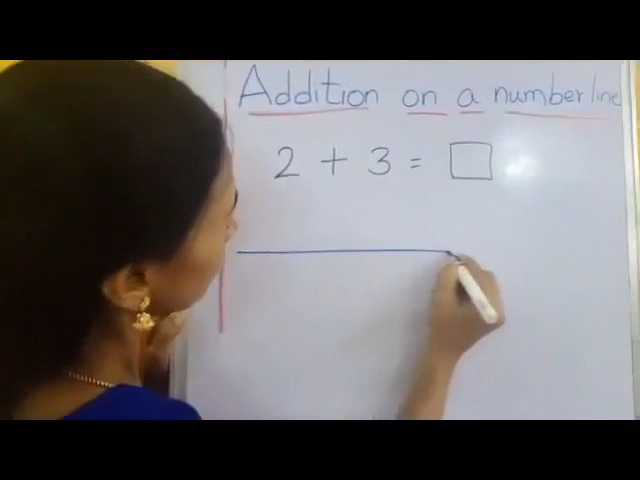 Addition on a number line
2 + 3 = □